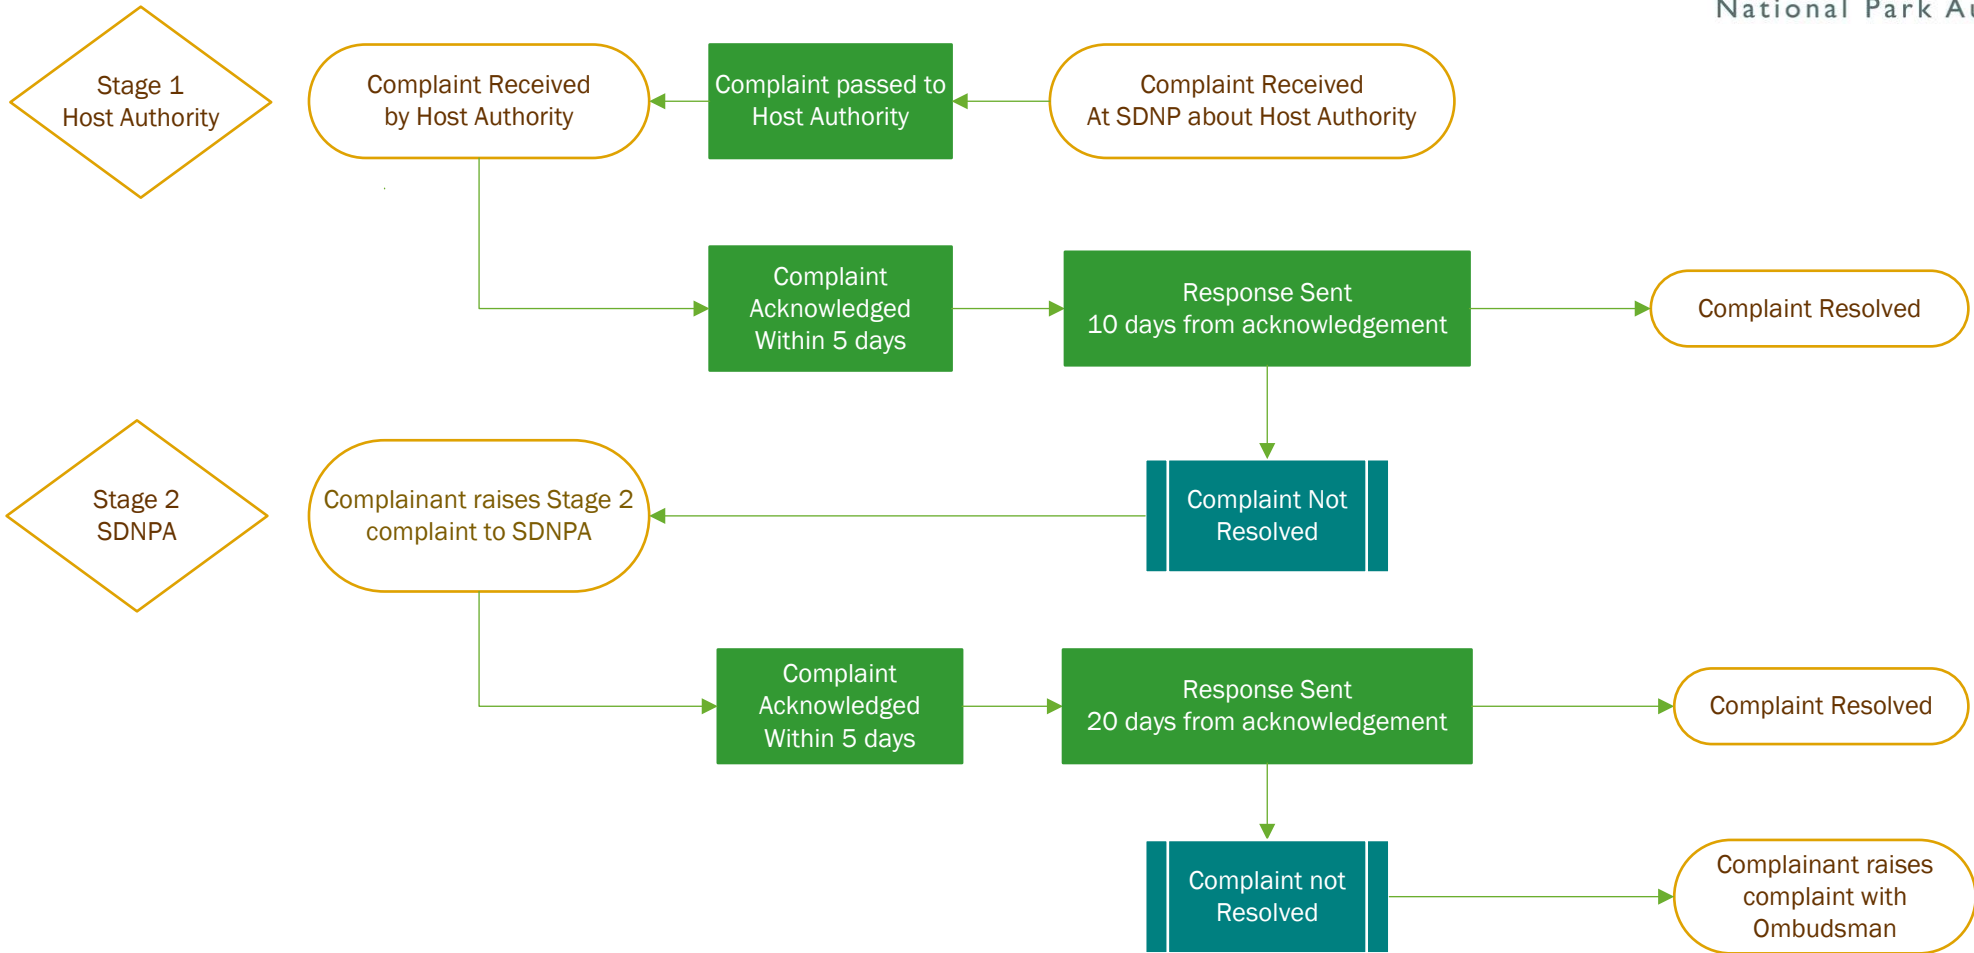 National Park
Stage 1
Host Authority
Complaint Received
by Host Authority
Complaint passed to
Host Authority
Complaint Received
At SDNP about Host Authority
Complaint
Acknowledged
Within 5 days
Response Sent
10 days from acknowledgement
Complaint Resolved
Stage 2
SDNPA
Complainant raises Stage 2
complaint to SDNPA
Complaint Not
Resolved
Complaint
Acknowledged
Within 5 days
Response Sent
20 days from acknowledgement
Complaint Resolved
Complaint not
Resolved
Complainant raises
complaint with
Ombudsman